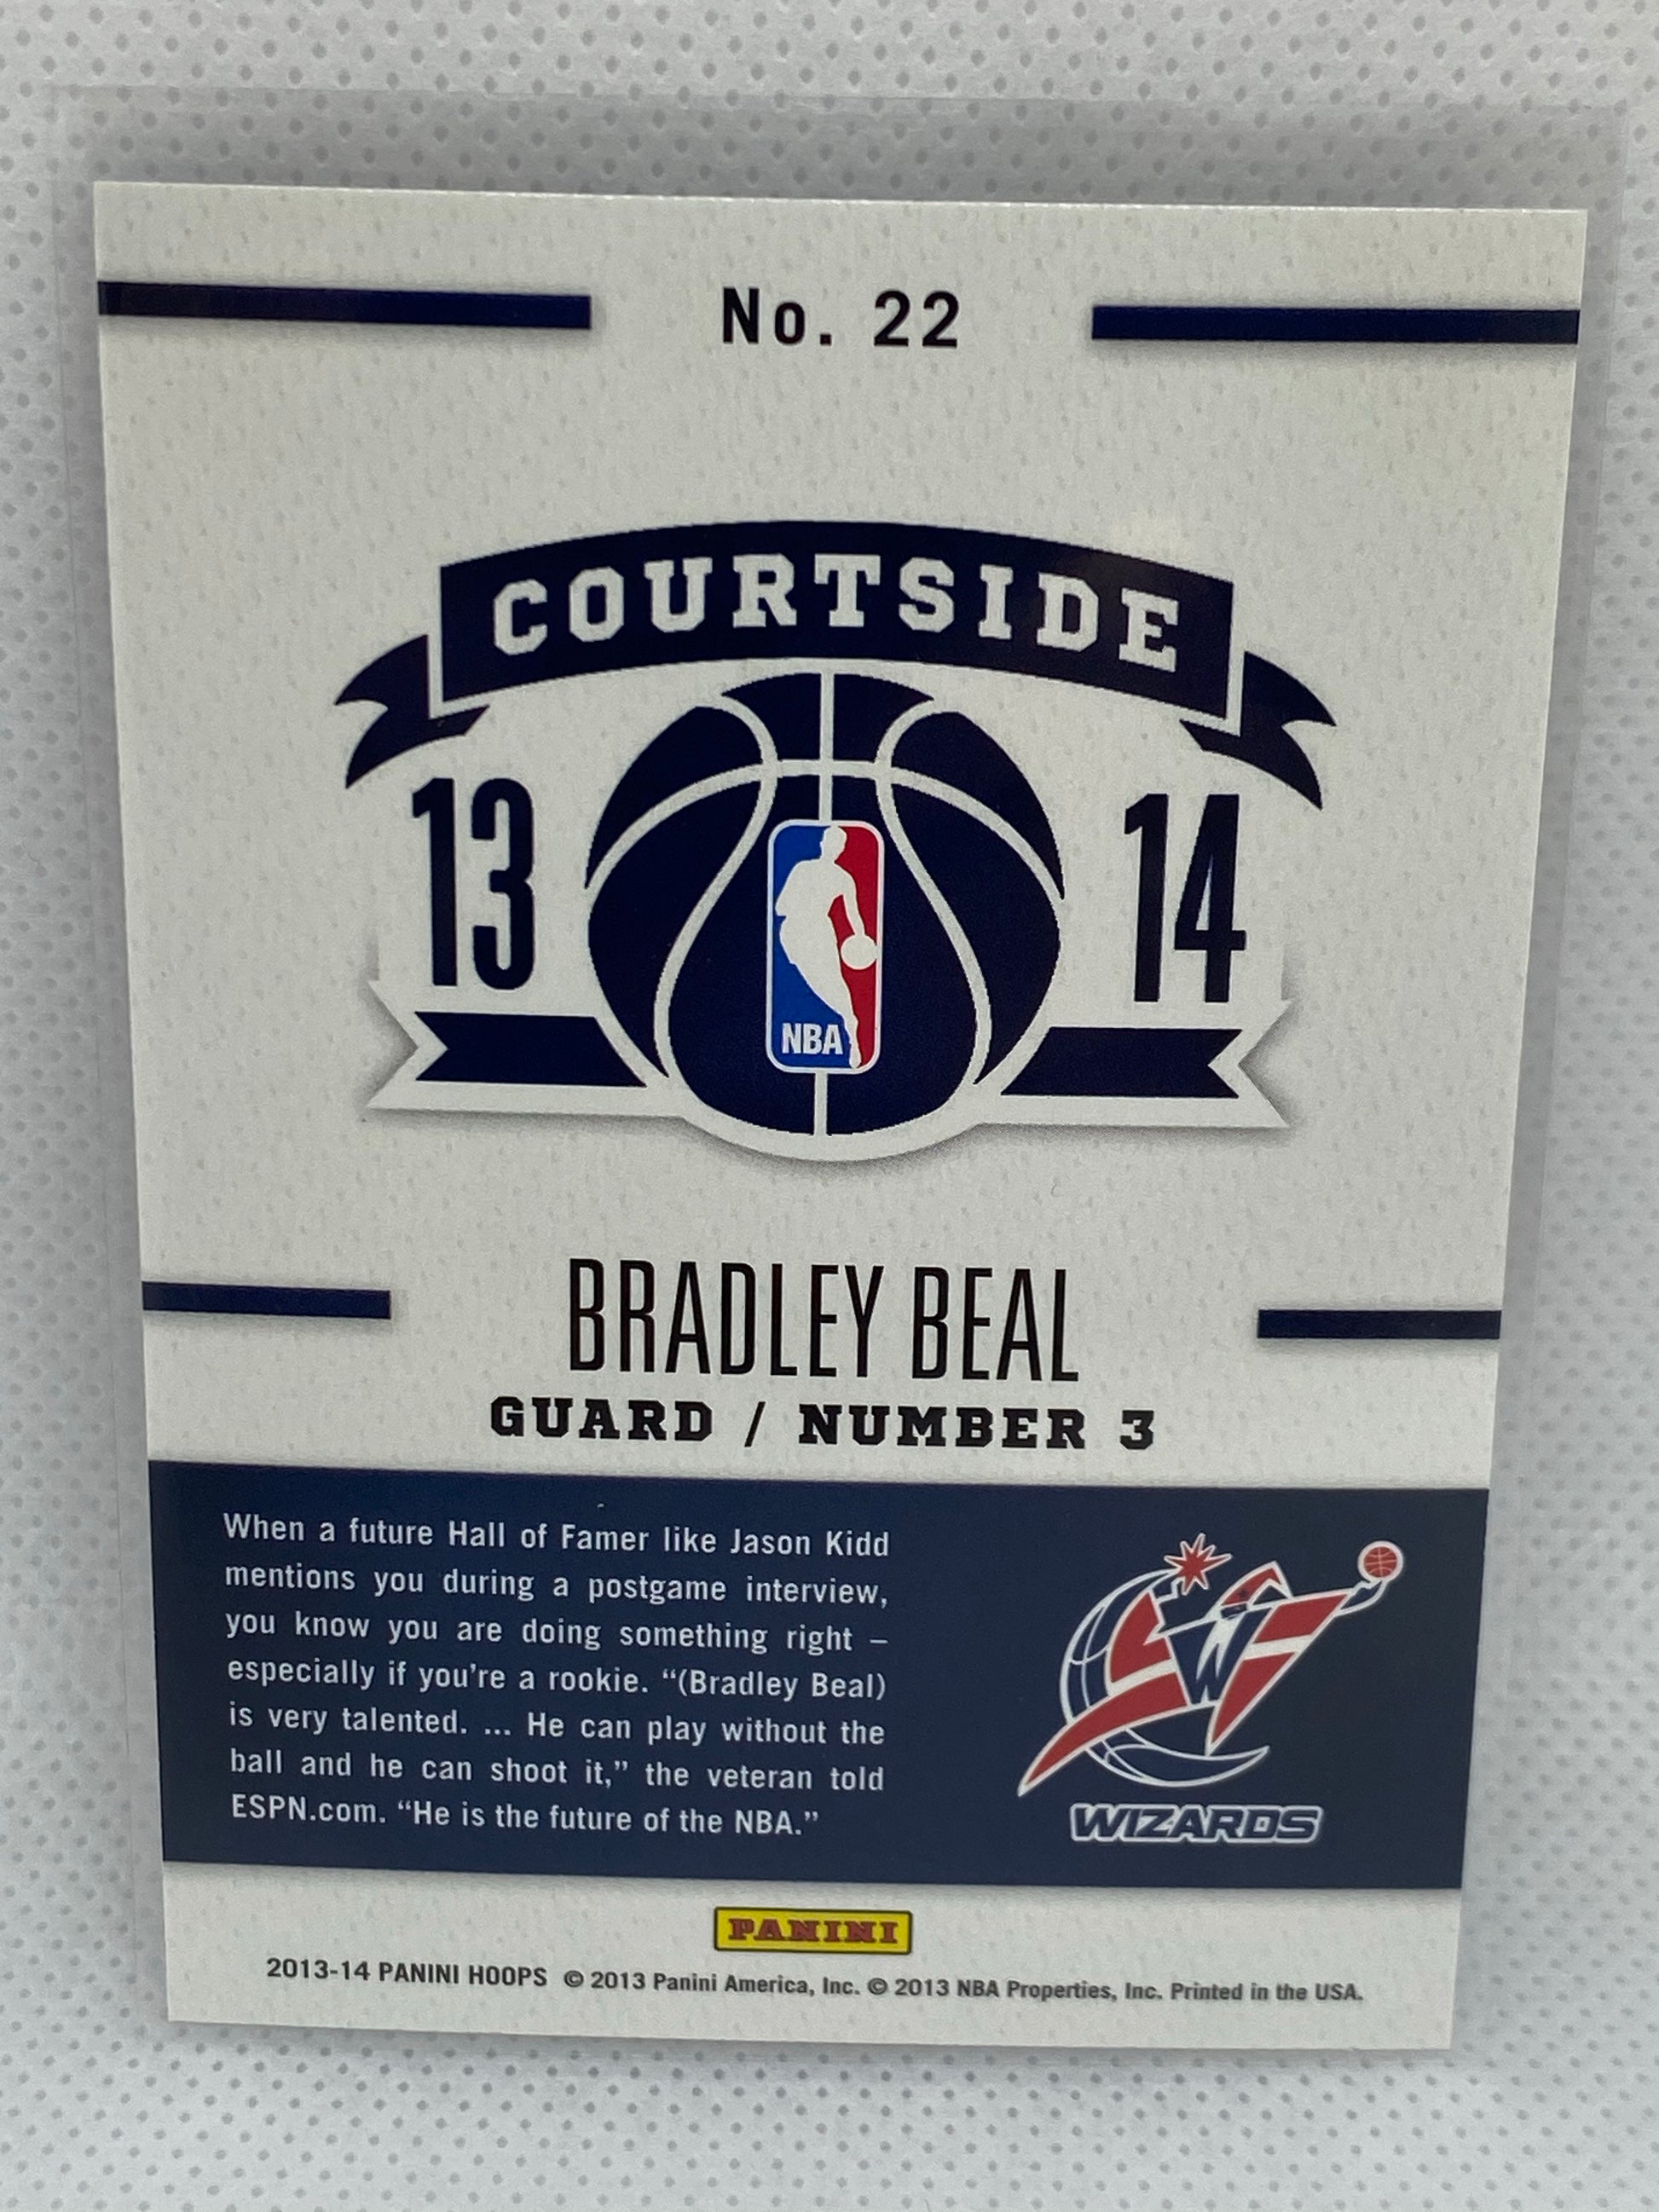 No. 22
COURTSIDE
13 14
NBA
BRADLEY BEAL
GUARD / NUMBER 3
When a future Hall of Famer like Jason Kidd
mentions you during a postgame interview,
you know you are doing something right –
especially if you're a rookie. “(Bradley Beal)
is very talented. ... He can play without the
ball and he can shoot it,” the veteran told
ESPN.com. “He is the future of the NBA.”
W
WIZARDS
PANINI
2013-14 PANINI HOOPS © 2013 Panini America, Inc. © 2013 NBA Properties, Inc. Printed in the USA.